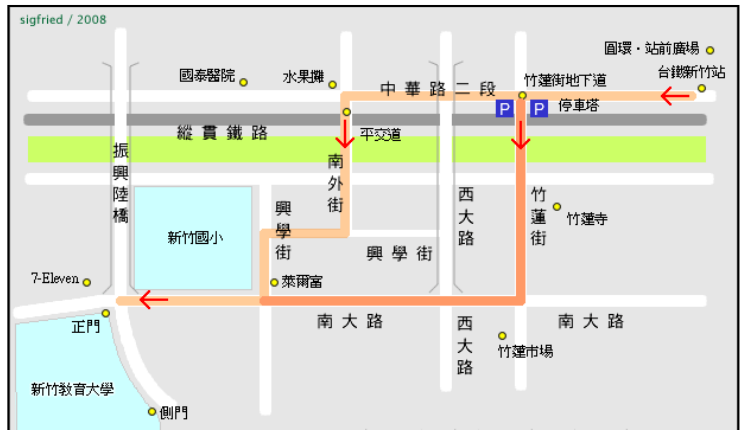 sigfried / 2008
圓環・站前廣場
國泰醫院
水果攤
中華路二段
竹蓮街地下道
台鐵新竹站
P
P
停車塔
縱貫鐵路
平交道
振興陸橋
南外街
興學街
新竹國小
西大路
竹蓮街
竹蓮寺
興學街
7-Eleven
萊爾富
正門
南大路
西大路
南大路
竹蓮市場
新竹教育大學
側門